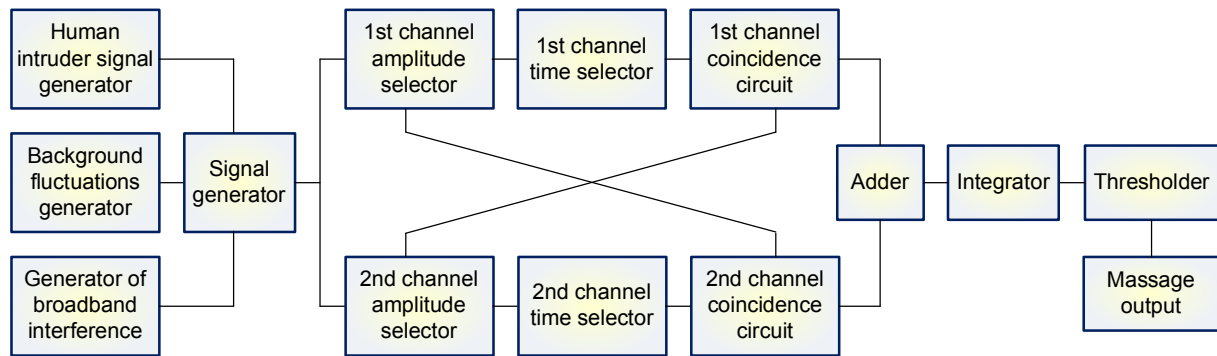 Human
intruder signal
generator
Background
fluctuations
generator
Generator of
broadband
interference
Signal
generator
1st channel
amplitude
selector
1st channel
time selector
1st channel
coincidence
circuit
2nd channel
amplitude
selector
2nd channel
time selector
2nd channel
coincidence
circuit
Adder
Integrator
Thresholder
Massage
output